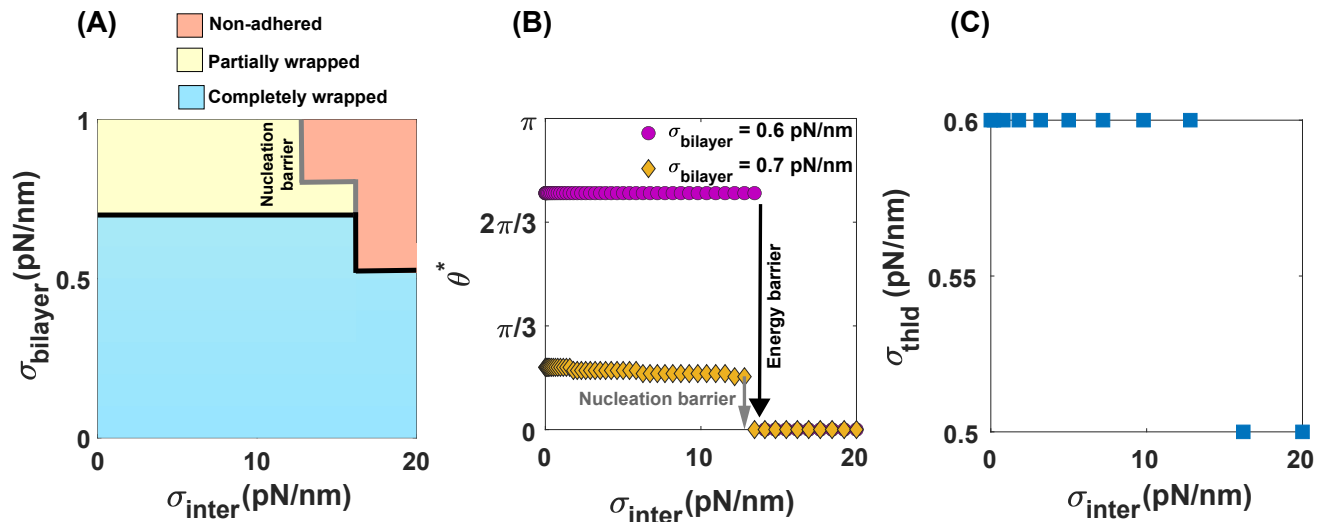 (A)
Non-adhered
Partially wrapped
Completely wrapped
1
0.5
0
Nucleation
barrier
σbilayer(pN/nm)
0
10
20
σinter(pN/nm)
(B)
σbilayer = 0.6 pN/nm
σbilayer = 0.7 pN/nm
π
2π/3
π/3
0
θ*
Energy barrier
Nucleation barrier
0
10
20
σinter(pN/nm)
(C)
0.6
0.55
0.5
σthld(pN/nm)
0
10
20
σinter(pN/nm)